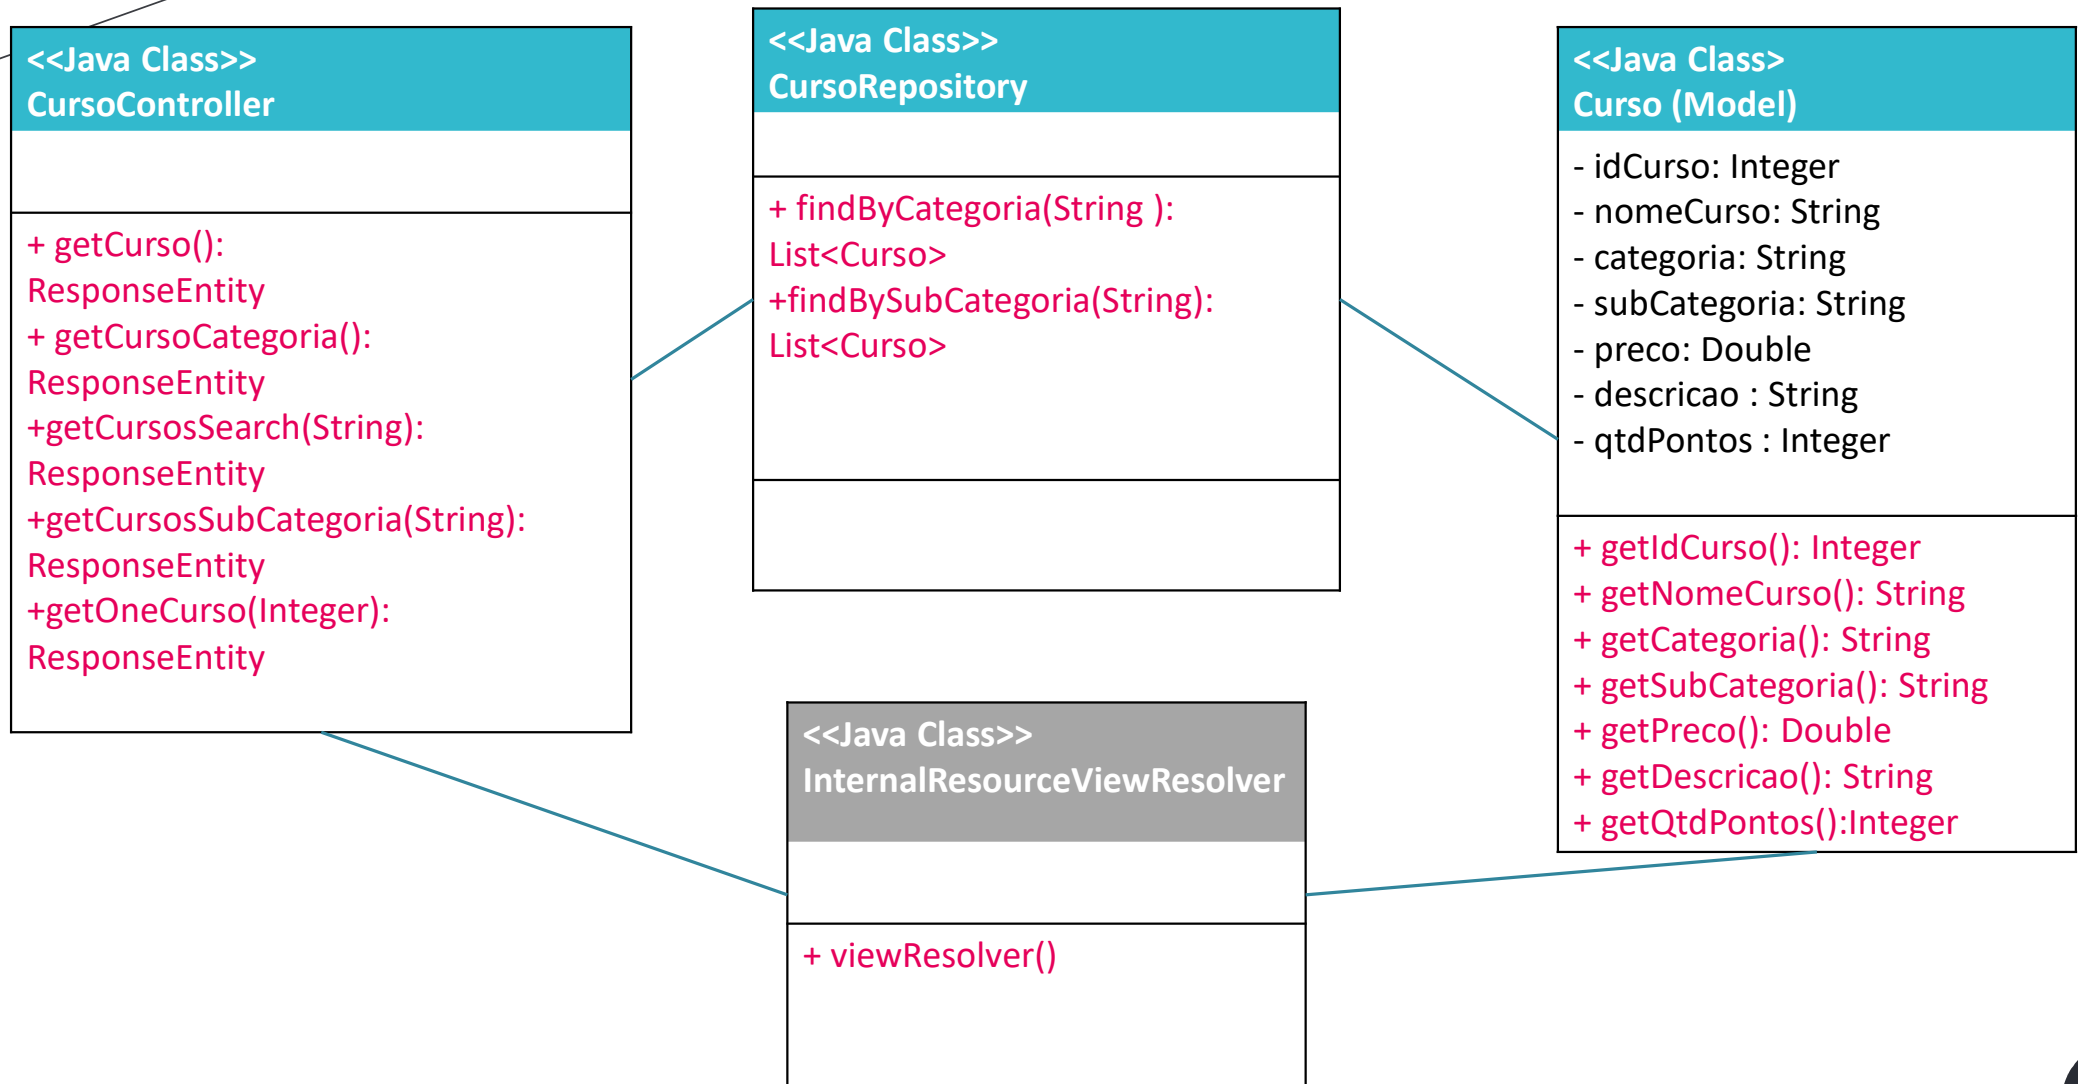 <<Java Class>>
CursoController
+ getCurso():
ResponseEntity
+ getCursoCategoria():
ResponseEntity
+getCursosSearch(String):
ResponseEntity
+getCursosSubCategoria(String):
ResponseEntity
+getOneCurso(Integer):
ResponseEntity
<<Java Class>>
CursoRepository
+ findByCategoria(String ):
List<Curso>
+findBySubCategoria(String):
List<Curso>
<<Java Class>
Curso (Model)
- idCurso: Integer
- nomeCurso: String
- categoria: String
- subCategoria: String
- preco: Double
- descricao : String
- qtdPontos : Integer
+ getIdCurso(): Integer
+ getNomeCurso(): String
+ getCategoria(): String
+ getSubCategoria(): String
+ getPreco(): Double
+ getDescricao(): String
+ getQtdPontos():Integer
<<Java Class>>
InternalResourceViewResolver
+ viewResolver()